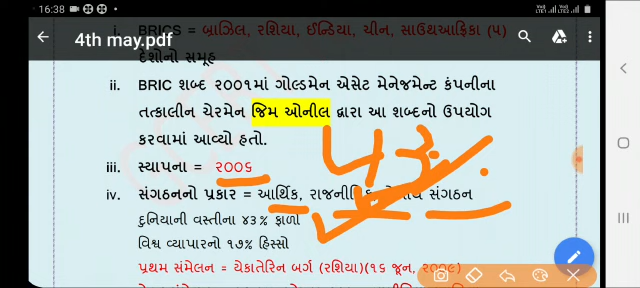 16:38
4th may.pdf
i. BRICS = બ્રાઝિલ, રશિયા, ઈન્ડિયા, ચીન, સાઉથઆફ્રિકા (૫)
દેશોનો સમૂહ
ii. BRIC શબ્દ ૨૦૦૧માં ગોલ્ડમેન એસેટ મેનેજમેન્ટ કંપનીના
તત્કાલીન ચેરમેન જિમ ઓનીલ દ્વારા આ શબ્દનો ઉપયોગ
કરવામાં આવ્યો હતો.
iii. સ્થાપના = ૨૦૦૬
iv. સંગઠનનો પ્રકાર = આર્થિક, સંગઠન
દુનિયાની વસ્તીના ૪૩% ફાળો
વિશ્વ વ્યાપારનો ૧૭% હિસ્સો
પ્રથમ સંમેલન = યેકાતેરિન બર્ગ (રશિયા)(૧૬ જૂન, ૨૦૦૯)